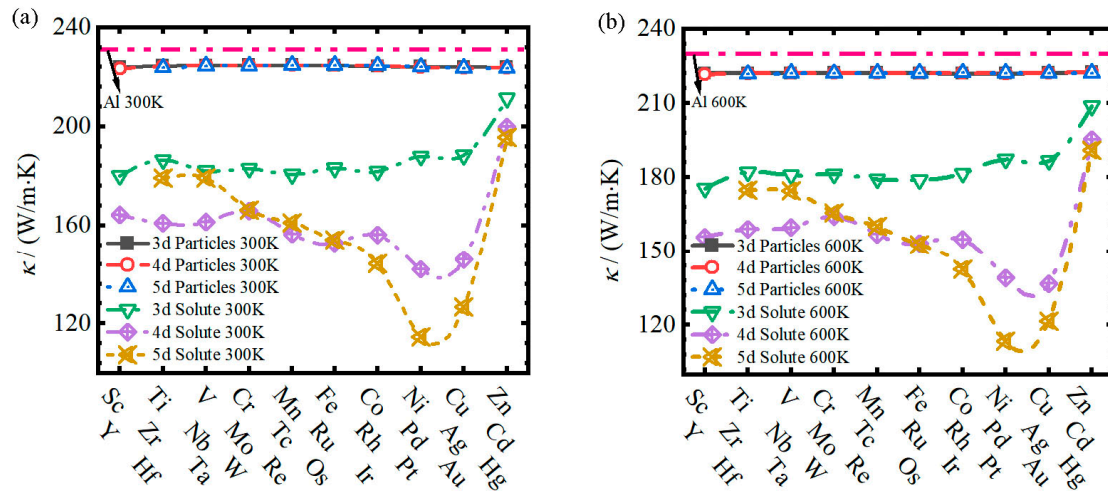 (a)
240
200
160
120
κ / (W/m·K)
Al 300K
3d Particles 300K
4d Particles 300K
5d Particles 300K
3d Solute 300K
4d Solute 300K
5d Solute 300K
Sc Ti V Cr Mn Fe Co Ni Cu Zn
Y Zr Nb Mo Tc Ru Rh Pd Ag Cd
Hf Ta W Re Os Ir Pt Au Hg
(b)
240
210
180
150
120
κ / (W/m·K)
Al 600K
3d Particles 600K
4d Particles 600K
5d Particles 600K
3d Solute 600K
4d Solute 600K
5d Solute 600K
Sc Ti V Cr Mn Fe Co Ni Cu Zn
Y Zr Nb Mo Tc Ru Rh Pd Ag Cd
Hf Ta W Re Os Ir Pt Au Hg